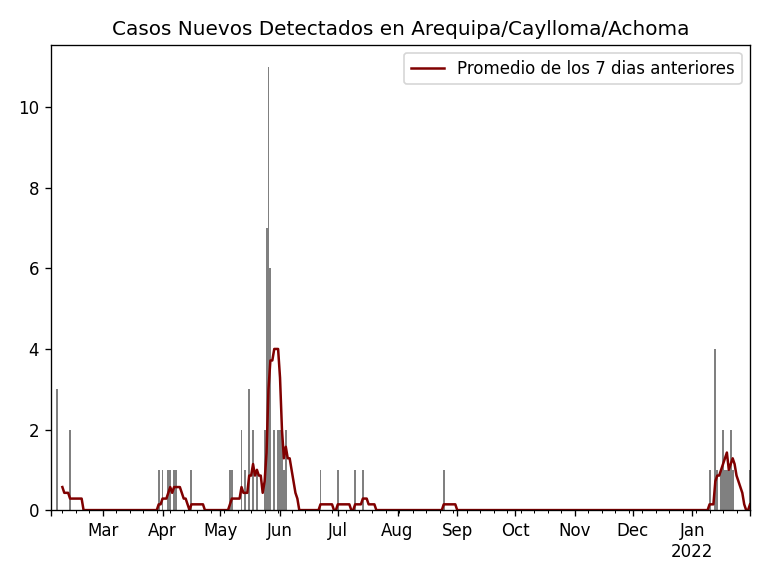 Casos Nuevos Detectados en Arequipa/Caylloma/Achoma
Promedio de los 7 dias anteriores
10
8
6
4
2
0
Mar Apr May Jun Jul Aug Sep Oct Nov Dec Jan
2022